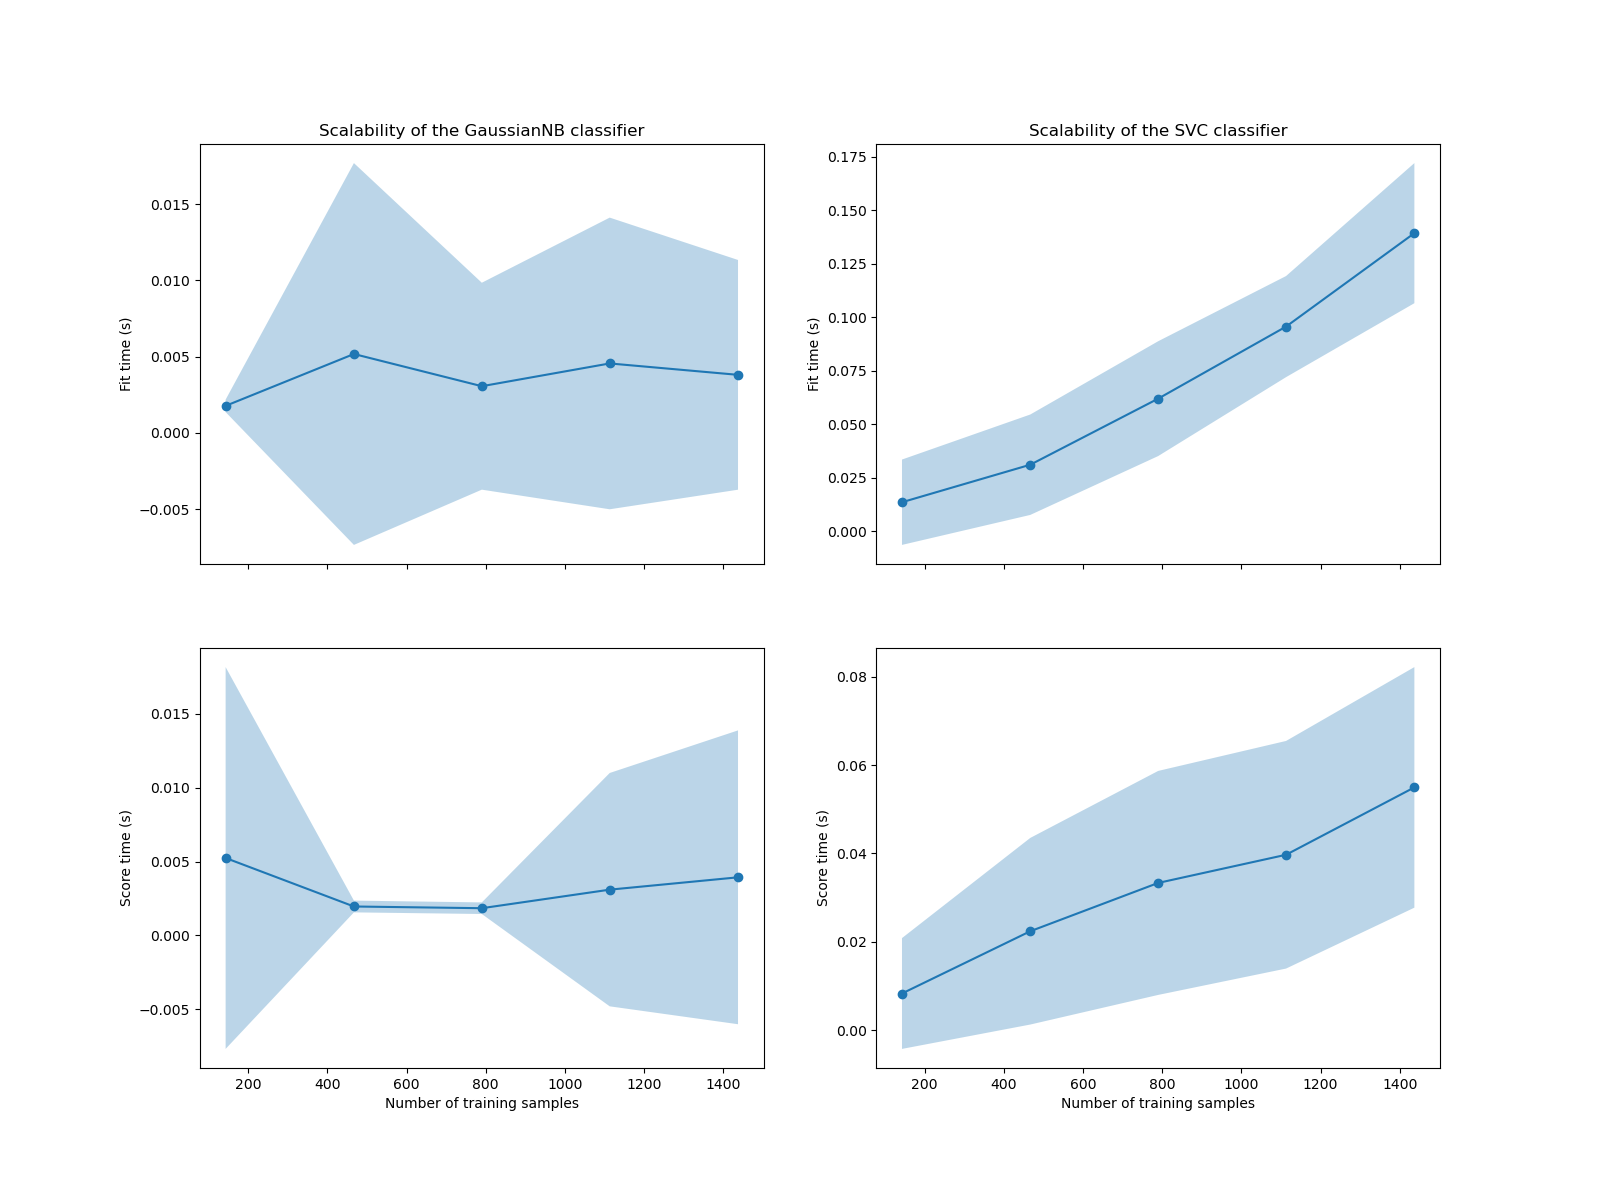 Scalability of the GaussianNB classifier
Fit time (s)
0.015
0.010
0.005
0.000
−0.005
Scalability of the SVC classifier
Fit time (s)
0.175
0.150
0.125
0.100
0.075
0.050
0.025
0.000
Score time (s)
0.015
0.010
0.005
0.000
−0.005
200 400 600 800 1000 1200 1400
Number of training samples
Score time (s)
0.08
0.06
0.04
0.02
0.00
200 400 600 800 1000 1200 1400
Number of training samples